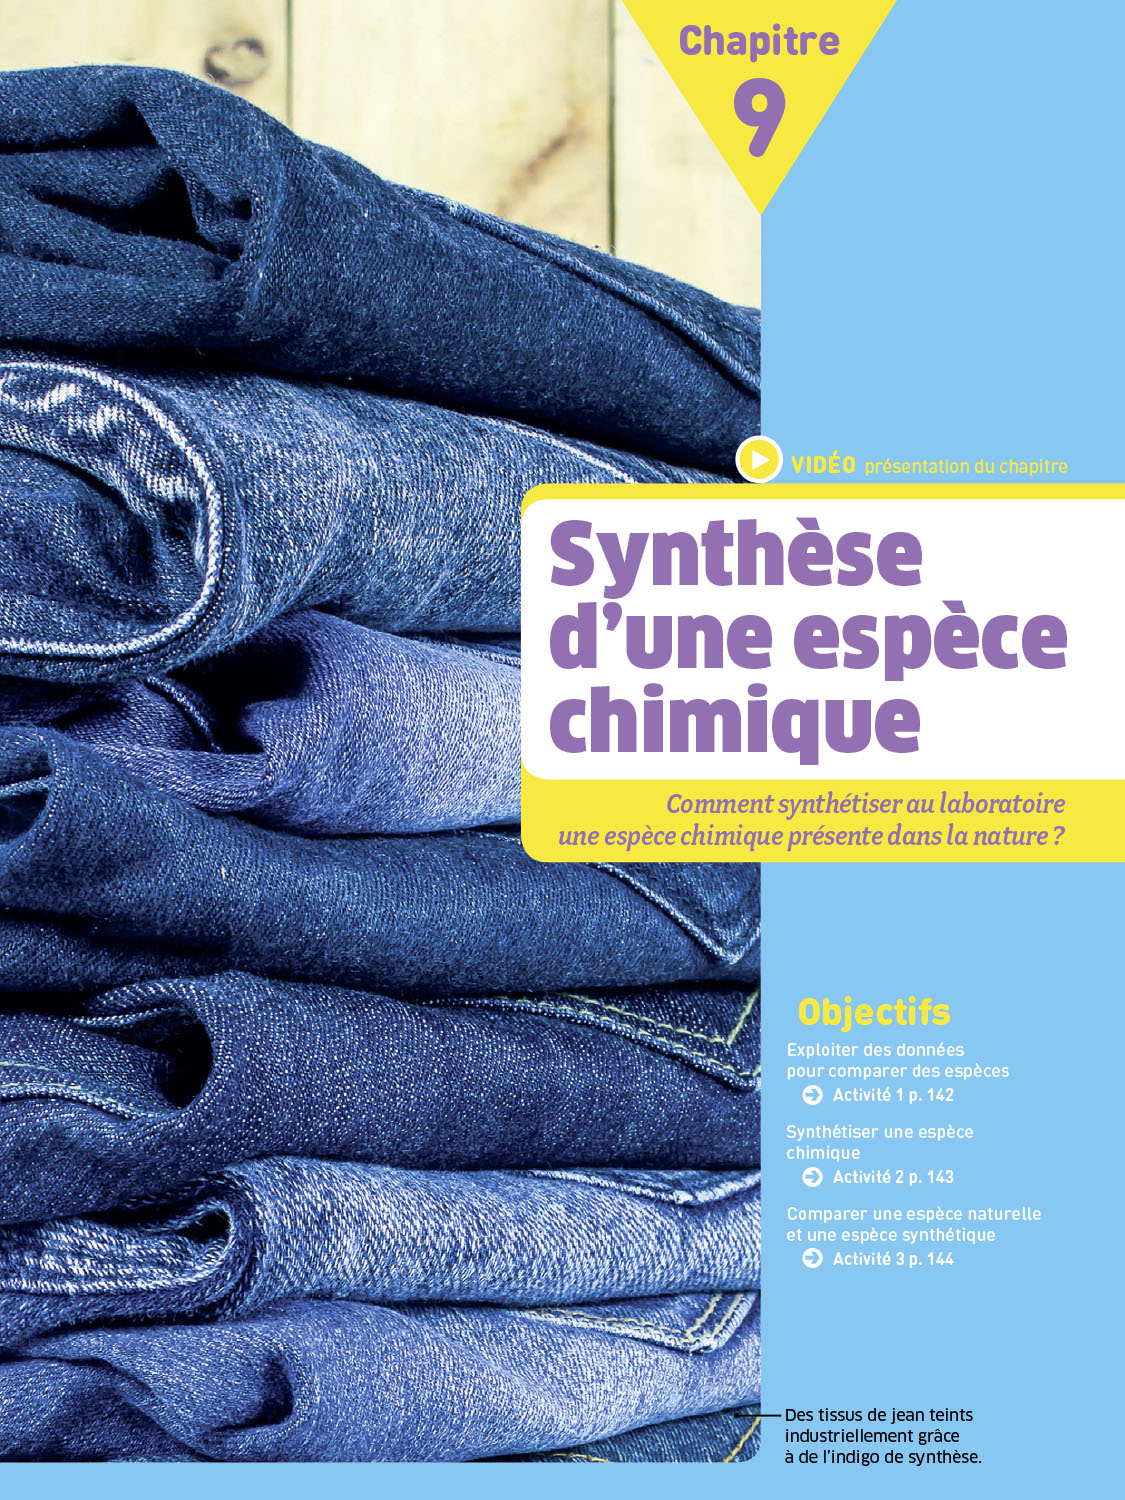 Chapitre
9
VIDÉO présentation du chapitre
Synthèse
d'une espèce
chimique
Comment synthétiser au laboratoire
une espèce chimique présente dans la nature ?
Objectifs
Exploiter des données
pour comparer des espèces
Activité 1 p. 142
Synthétiser une espèce
chimique
Activité 2 p. 143
Comparer une espèce naturelle
et une espèce synthétique
Activité 3 p. 144
Des tissus de jean teints
industriellement grâce
à de l'indigo de synthèse.